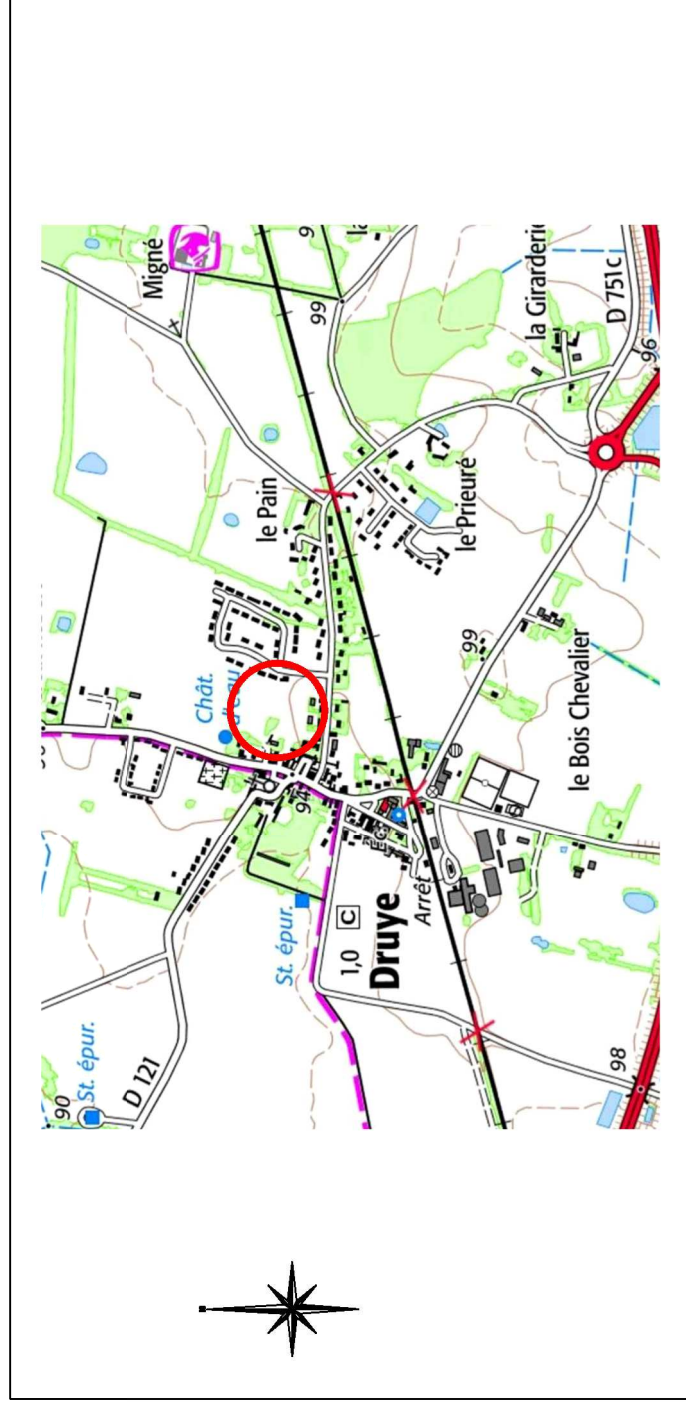 90
St. épur.
D 121
Migné
Chât.
d'eau
le Pain
St. épur.
94
99
1,0 C
Druye
Arrêt
le Prieuré
99
la Girarderie
le Bois Chevalier
D 751c
98
96